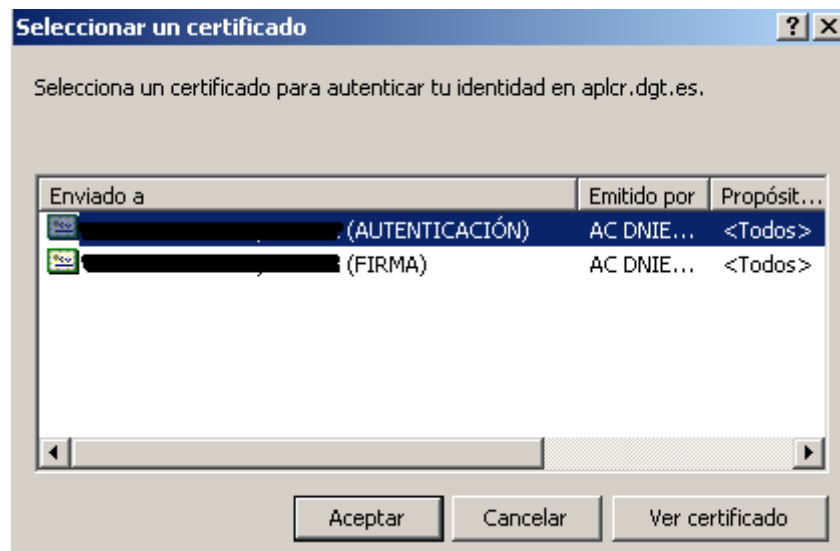 Seleccionar un certificado
Selecciona un certificado para autenticar tu identidad en aplcr.dgt.es.
Enviado a Emitido por Propósit...
(AUTENTICACIÓN) AC DNIE... <Todos>
(FIRMA) AC DNIE... <Todos>
Aceptar Cancelar Ver certificado